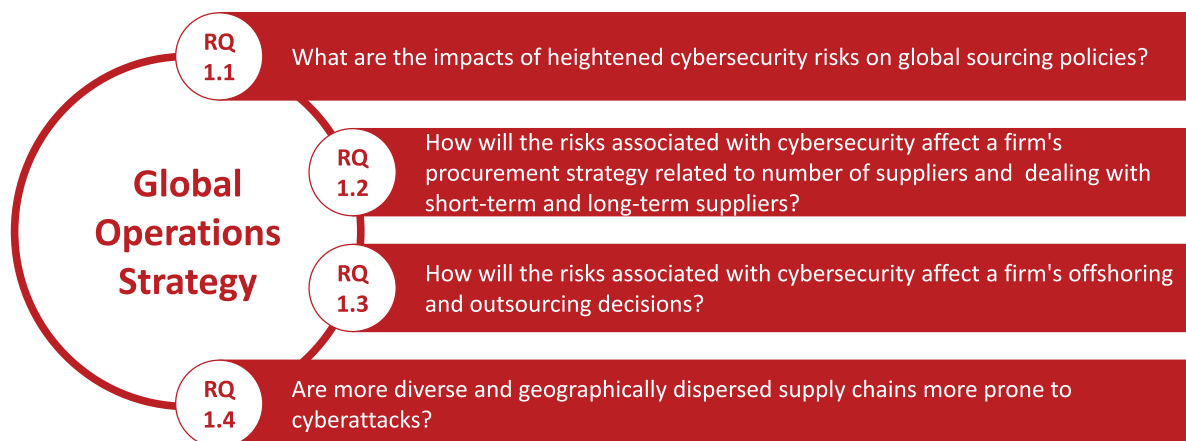 Global
Operations
Strategy
RQ
1.1
What are the impacts of heightened cybersecurity risks on global sourcing policies?
RQ
1.2
How will the risks associated with cybersecurity affect a firm's
procurement strategy related to number of suppliers and  dealing with
short-term and long-term suppliers?
RQ
1.3
How will the risks associated with cybersecurity affect a firm's offshoring
and outsourcing decisions?
RQ
1.4
Are more diverse and geographically dispersed supply chains more prone to
cyberattacks?